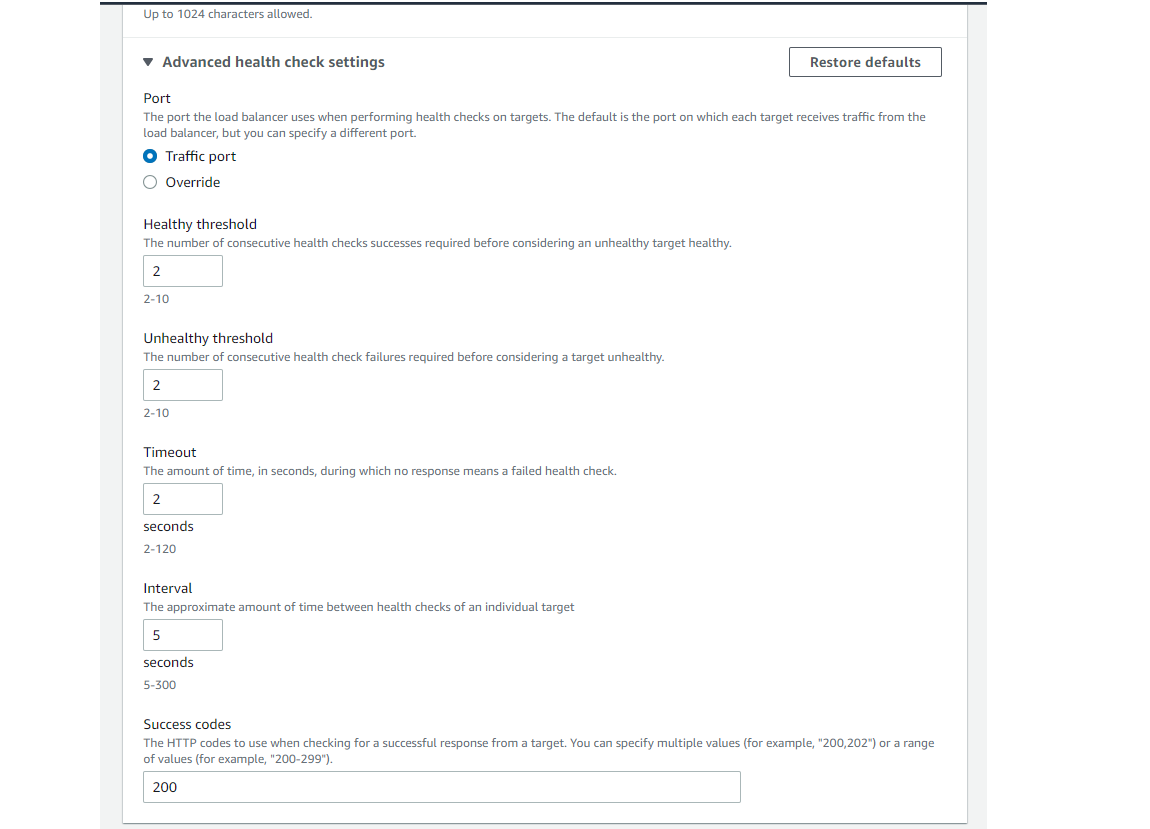 Up to 1024 characters allowed.
Advanced health check settings
Restore defaults
Port
The port the load balancer uses when performing health checks on targets. The default is the port on which each target receives traffic from the
load balancer, but you can specify a different port.
Traffic port
Override
Healthy threshold
The number of consecutive health checks successes required before considering an unhealthy target healthy.
2
2-10
Unhealthy threshold
The number of consecutive health check failures required before considering a target unhealthy.
2
2-10
Timeout
The amount of time, in seconds, during which no response means a failed health check.
2
seconds
2-120
Interval
The approximate amount of time between health checks of an individual target
5
seconds
5-300
Success codes
The HTTP codes to use when checking for a successful response from a target. You can specify multiple values (for example, "200,202") or a range
of values (for example, "200-299").
200